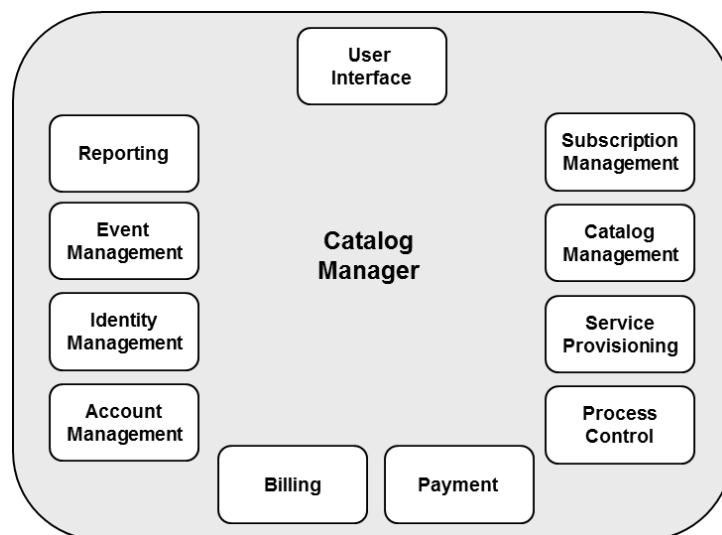 User
Interface
Reporting
Subscription
Management
Event
Management
Catalog
Manager
Catalog
Management
Identity
Management
Service
Provisioning
Account
Management
Process
Control
Billing
Payment